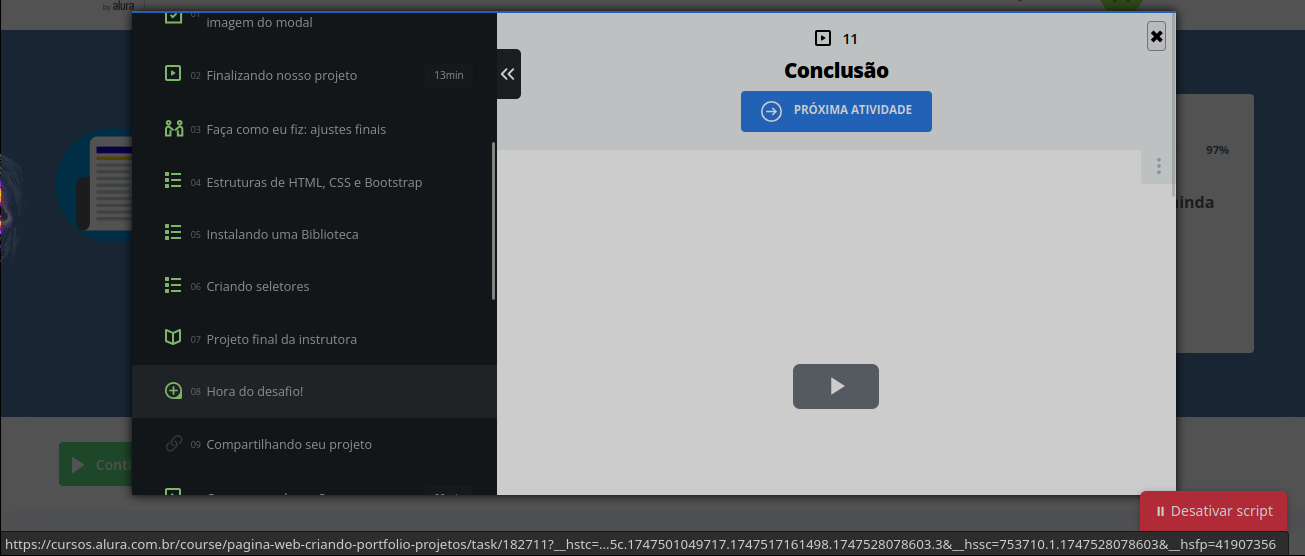 by alura
01
imagem do modal
02 Finalizando nosso projeto 13min
03 Faça como eu fiz: ajustes finais
04 Estruturas de HTML, CSS e Bootstrap
05 Instalando uma Biblioteca
06 Criando seletores
07 Projeto final da instrutora
08 Hora do desafio!
09 Compartilhando seu projeto
11
Conclusão
PRÓXIMA ATIVIDADE
97%
ainda
Conti
Desativar script
https://cursos.alura.com.br/course/pagina-web-criando-portfolio-projetos/task/182711?__hstc=...5c.1747501049717.1747517161498.1747528078603.3&__hssc=753710.1.1747528078603&__hsfp=41907356